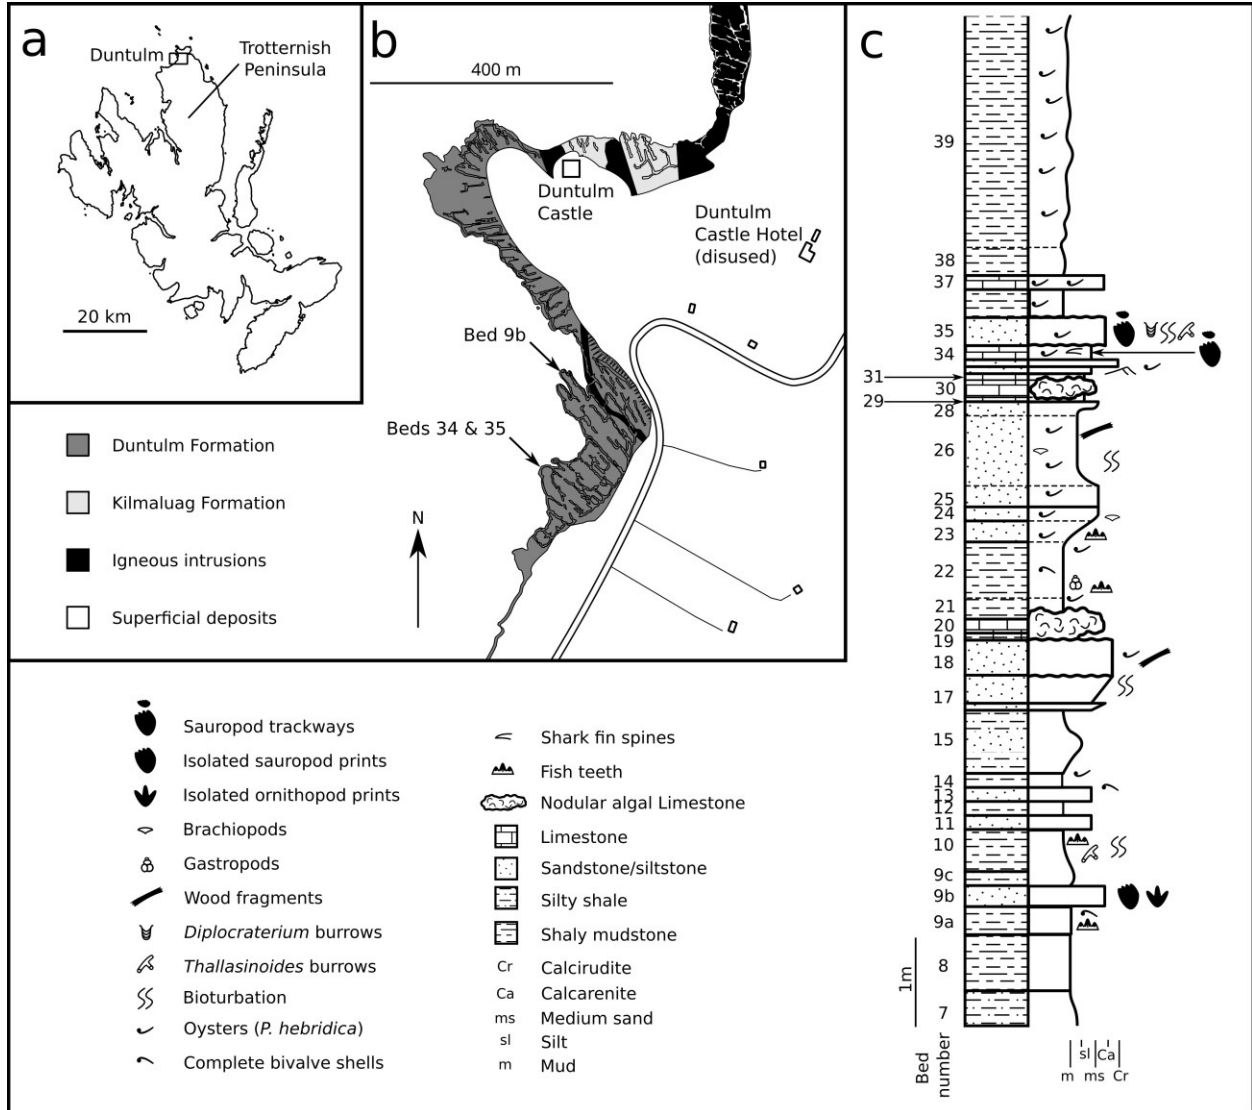 a
Duntulm
Trotternish
Peninsula
20 km
b
400 m
Duntulm
Castle
Duntulm
Castle Hotel
(disused)
Bed 9b
Beds 34 & 35
N
Duntulm Formation
Kilmaluag Formation
Igneous intrusions
Superficial deposits
Sauropod trackways
Isolated sauropod prints
Isolated ornithopod prints
Brachiopods
Gastropods
Wood fragments
Diplocraterium burrows
Thallasinoides burrows
Bioturbation
Oysters (P. hebridica)
Complete bivalve shells
Shark fin spines
Fish teeth
Nodular algal Limestone
Limestone
Sandstone/siltstone
Silty shale
Shaly mudstone
Cr Calcirudite
Ca Calcarenite
ms Medium sand
sl Silt
m Mud
c
39
38
37
35
34
31
30
29
28
26
25
24
23
22
21
20
19
18
17
15
14
13
12
11
10
9c
9b
9a
8
7
1m
Bed
number
sl Ca
m ms Cr